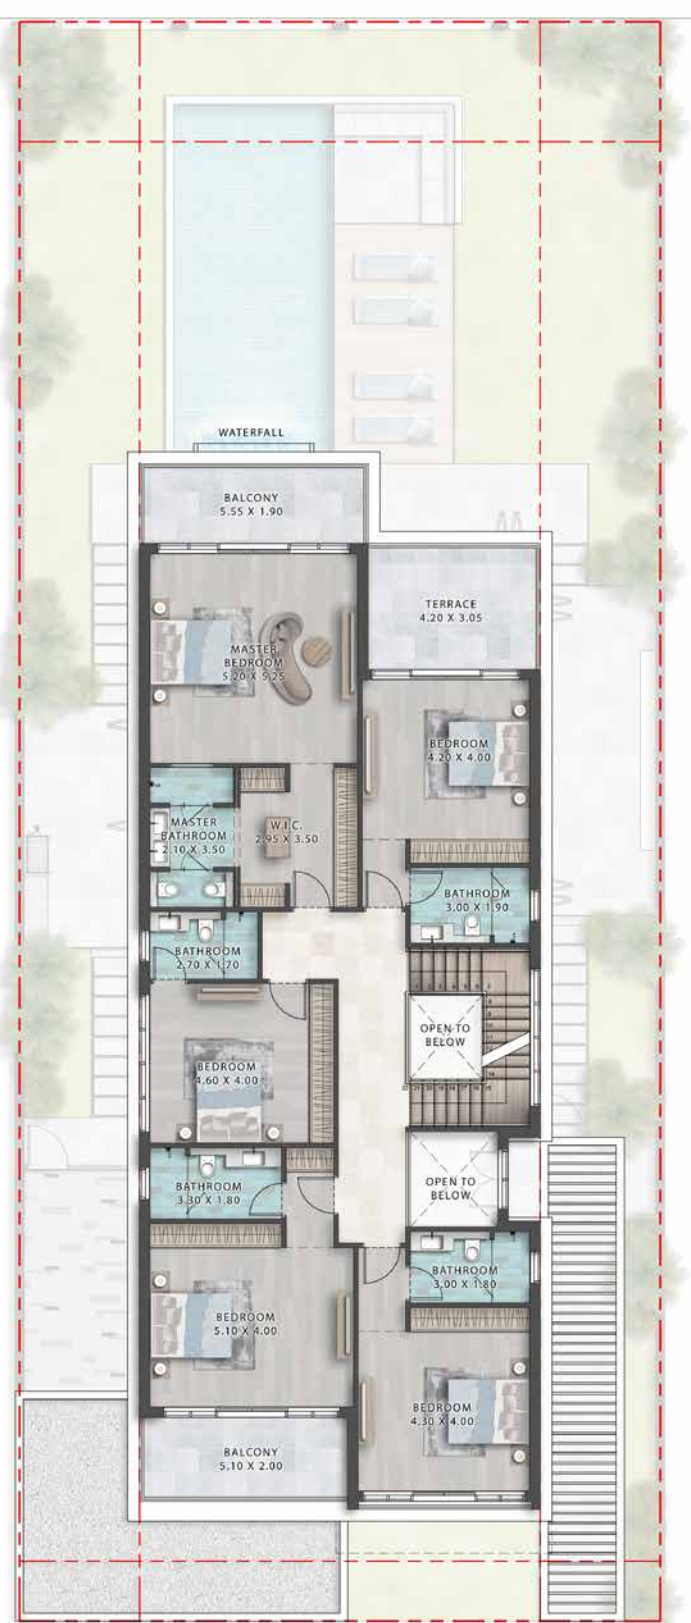 WATERFALL
BALCONY
5.55 X 1.90
TERRACE
4.20 X 3.05
MASTER
BEDROOM
5.20 X 5.25
BEDROOM
4.20 X 4.00
MASTER
BATHROOM
2.10 X 3.50
W.I.C.
2.95 X 3.50
BATHROOM
3.00 X 1.90
BATHROOM
2.70 X 1.70
OPEN TO
BELOW
BEDROOM
4.60 X 4.00
BATHROOM
3.30 X 1.80
OPEN TO
BELOW
BATHROOM
3.00 X 1.80
BEDROOM
5.10 X 4.00
BEDROOM
4.30 X 4.00
BALCONY
5.10 X 2.00